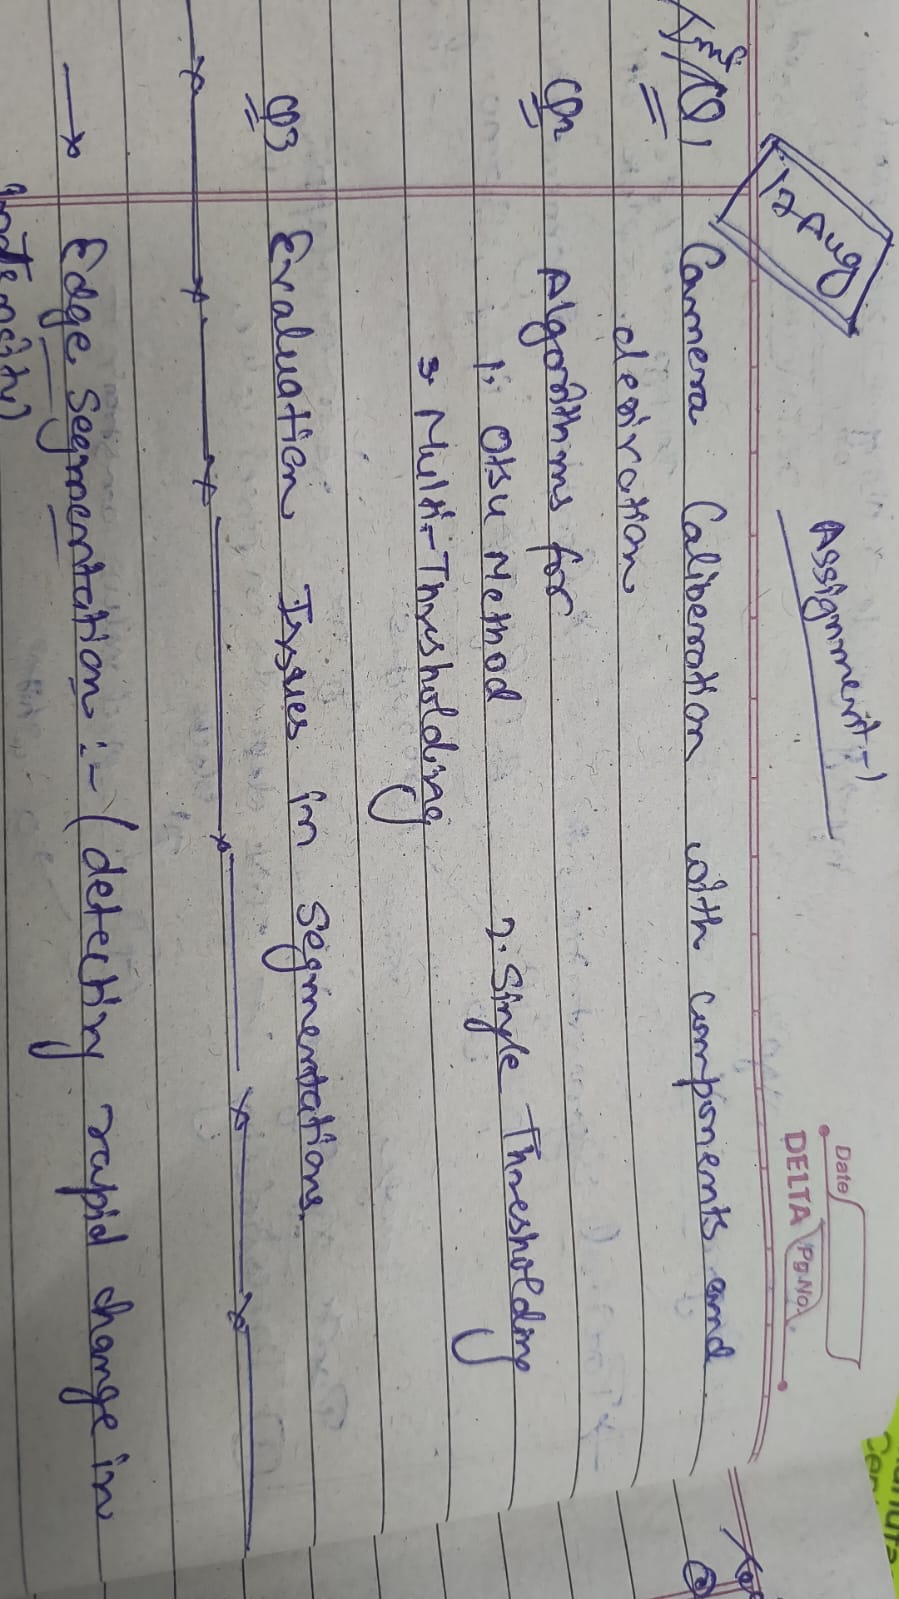 12 Aug
Assignment-1
Date
DELTA Pg.No.
Imp Q1 Camera Caliberation with components and
derivation
Q2 Algorithms for
1. Otsu Method 2. Single Thresholding
3. Multi-Thresholding
Q3 Evaluation Issues in Segmentations.
→ Edge Segmentation :- (detecting rapid change in
intencity)